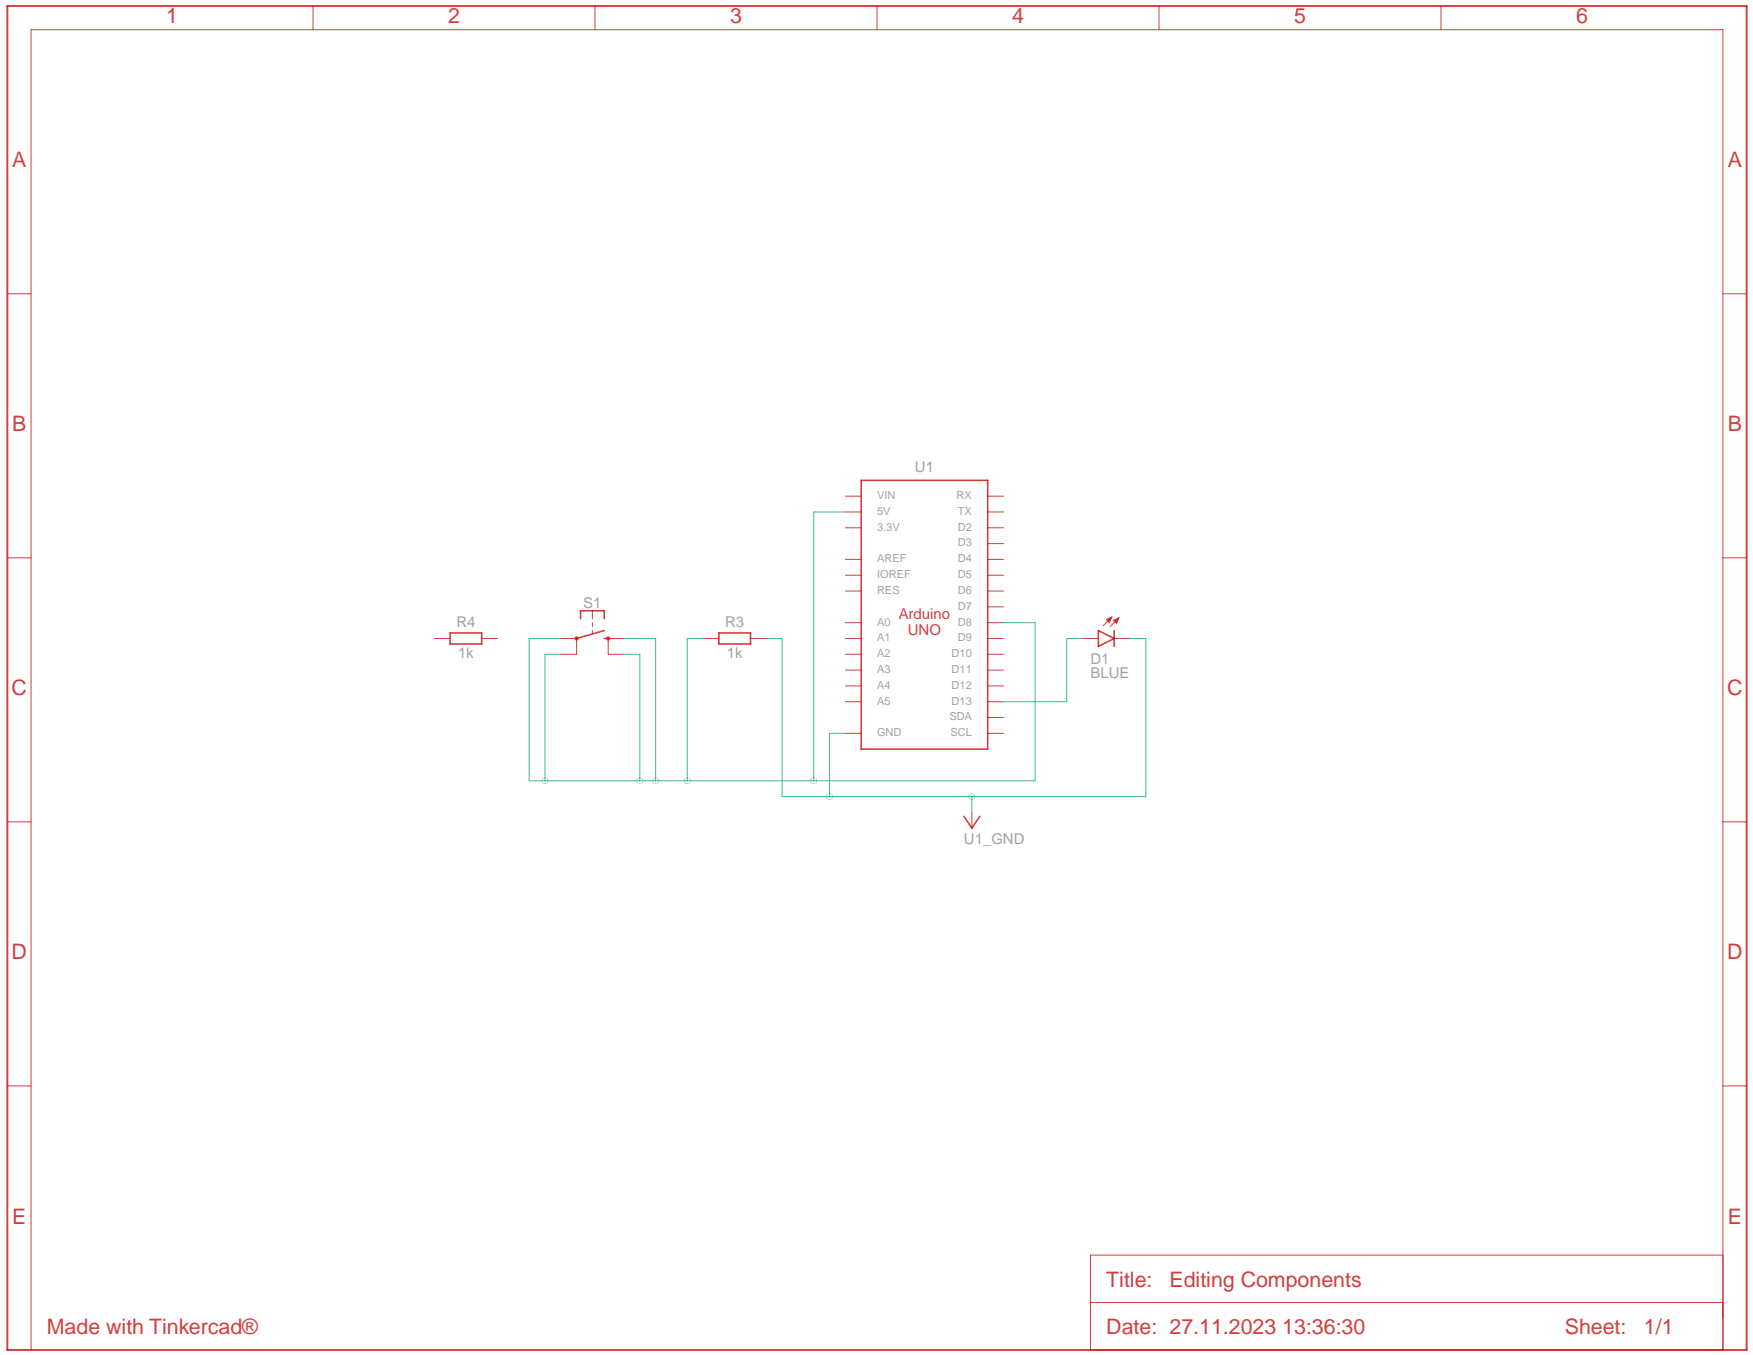 1 2 3 4 5 6
A A
B B
U1
VIN RX
5V TX
3.3V D2
D3
AREF D4
IOREF D5
RES D6
D7
Arduino
UNO
A0 D8
A1 D9
A2 D10
A3 D11
A4 D12
A5 D13
SDA
GND SCL
S1
R4
1k
R3
1k
D1
BLUE
C C
U1_GND
D D
E E
Title: Editing Components
Made with Tinkercad®
Date: 27.11.2023 13:36:30 Sheet: 1/1